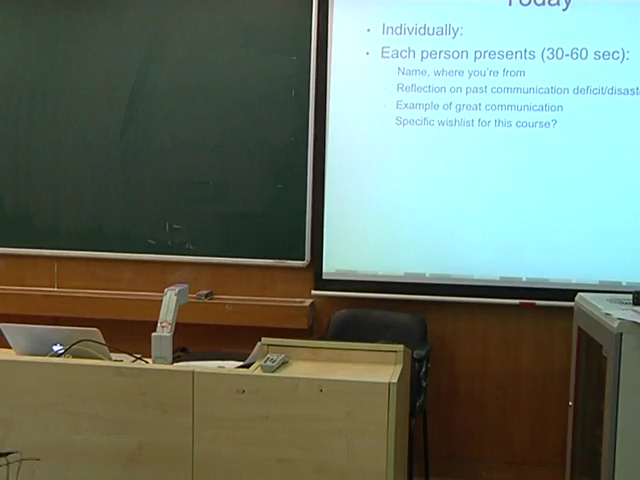 Today
• Individually:
• Each person presents (30-60 sec):
Name, where you're from
Reflection on past communication deficit/disast
Example of great communication
Specific wishlist for this course?